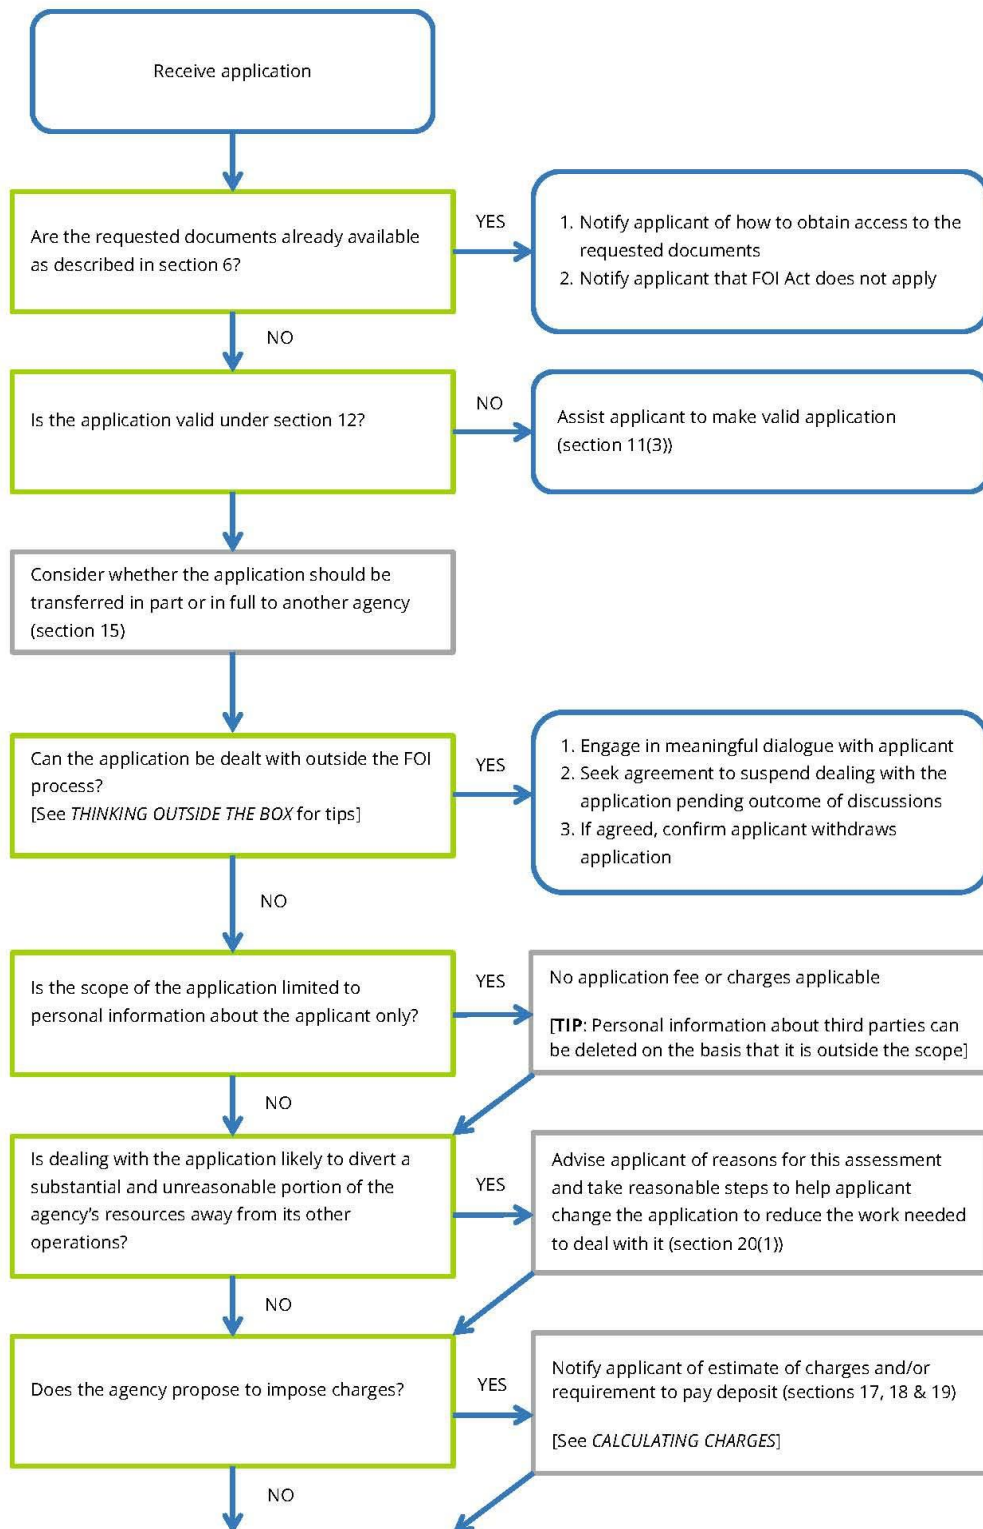 Receive application
Are the requested documents already available
as described in section 6?
YES
1. Notify applicant of how to obtain access to the
requested documents
2. Notify applicant that FOI Act does not apply
NO
Is the application valid under section 12?
NO
Assist applicant to make valid application
(section 11(3))
Consider whether the application should be
transferred in part or in full to another agency
(section 15)
Can the application be dealt with outside the FOI
process?
[See THINKING OUTSIDE THE BOX for tips]
YES
1. Engage in meaningful dialogue with applicant
2. Seek agreement to suspend dealing with the
application pending outcome of discussions
3. If agreed, confirm applicant withdraws
application
NO
Is the scope of the application limited to
personal information about the applicant only?
YES
No application fee or charges applicable
[TIP: Personal information about third parties can
be deleted on the basis that it is outside the scope]
NO
Is dealing with the application likely to divert a
substantial and unreasonable portion of the
agency's resources away from its other
operations?
YES
Advise applicant of reasons for this assessment
and take reasonable steps to help applicant
change the application to reduce the work needed
to deal with it (section 20(1))
NO
Does the agency propose to impose charges?
YES
Notify applicant of estimate of charges and/or
requirement to pay deposit (sections 17, 18 & 19)
[See CALCULATING CHARGES]
NO